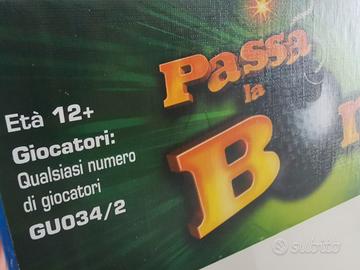 Passa
la
B
Età 12+
Giocatori:
Qualsiasi numero
di giocatori
GU034/2
subito